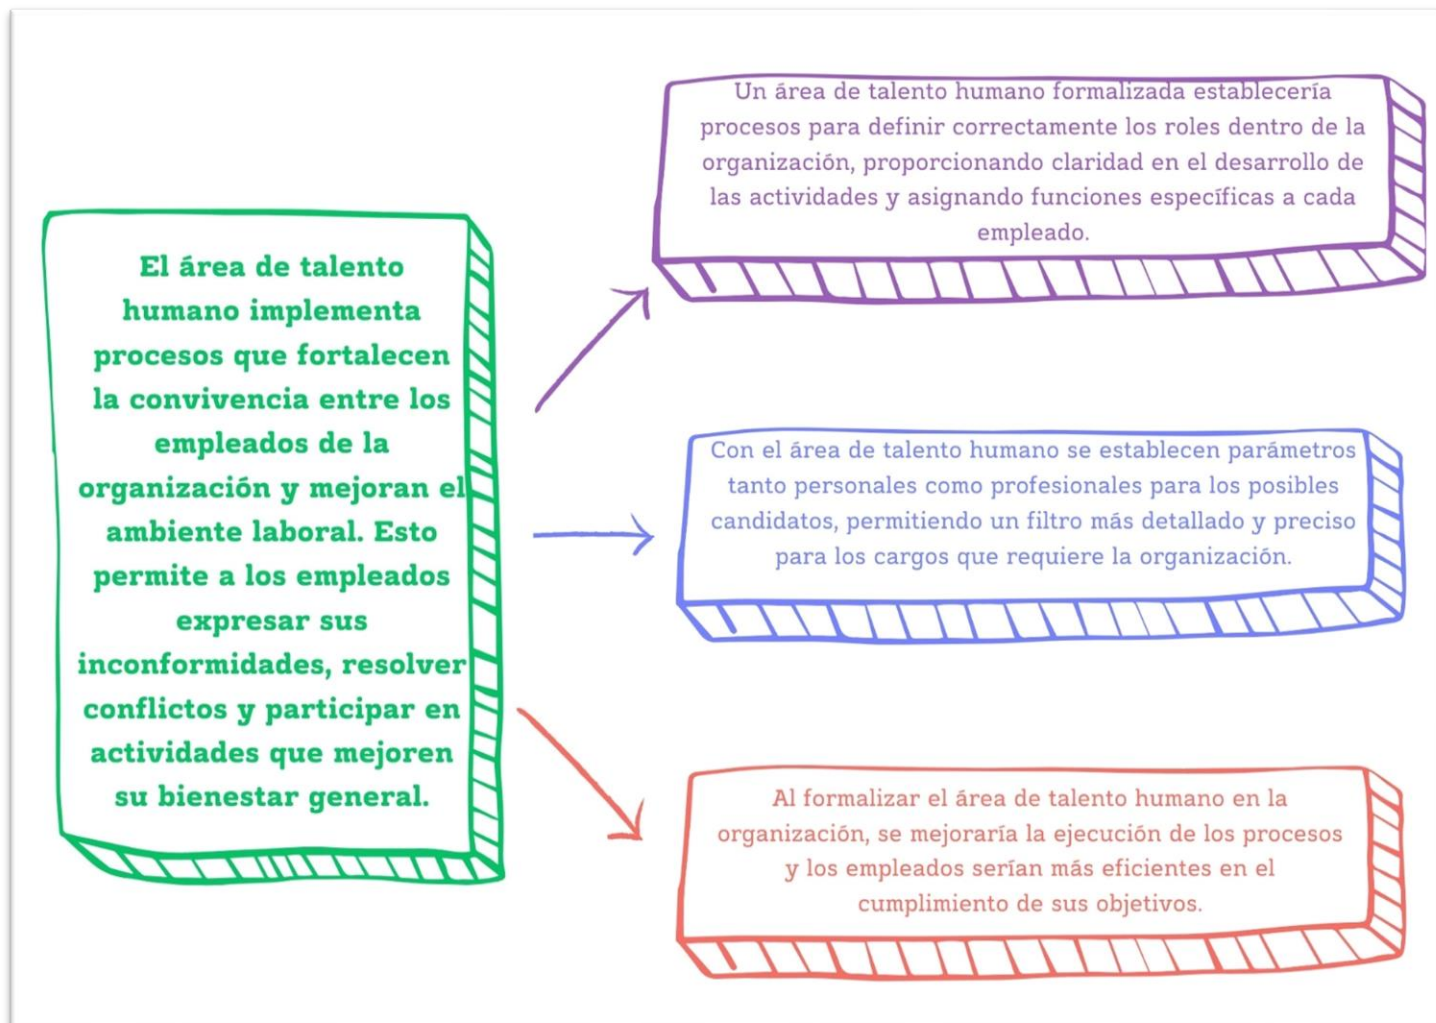 El área de talento
humano implementa
procesos que fortalecen
la convivencia entre los
empleados de la
organización y mejoran el
ambiente laboral. Esto
permite a los empleados
expresar sus
inconformidades, resolver
conflictos y participar en
actividades que mejoren
su bienestar general.
Un área de talento humano formalizada establecería
procesos para definir correctamente los roles dentro de la
organización, proporcionando claridad en el desarrollo de
las actividades y asignando funciones específicas a cada
empleado.
Con el área de talento humano se establecen parámetros
tanto personales como profesionales para los posibles
candidatos, permitiendo un filtro más detallado y preciso
para los cargos que requiere la organización.
Al formalizar el área de talento humano en la
organización, se mejoraría la ejecución de los procesos
y los empleados serían más eficientes en el
cumplimiento de sus objetivos.